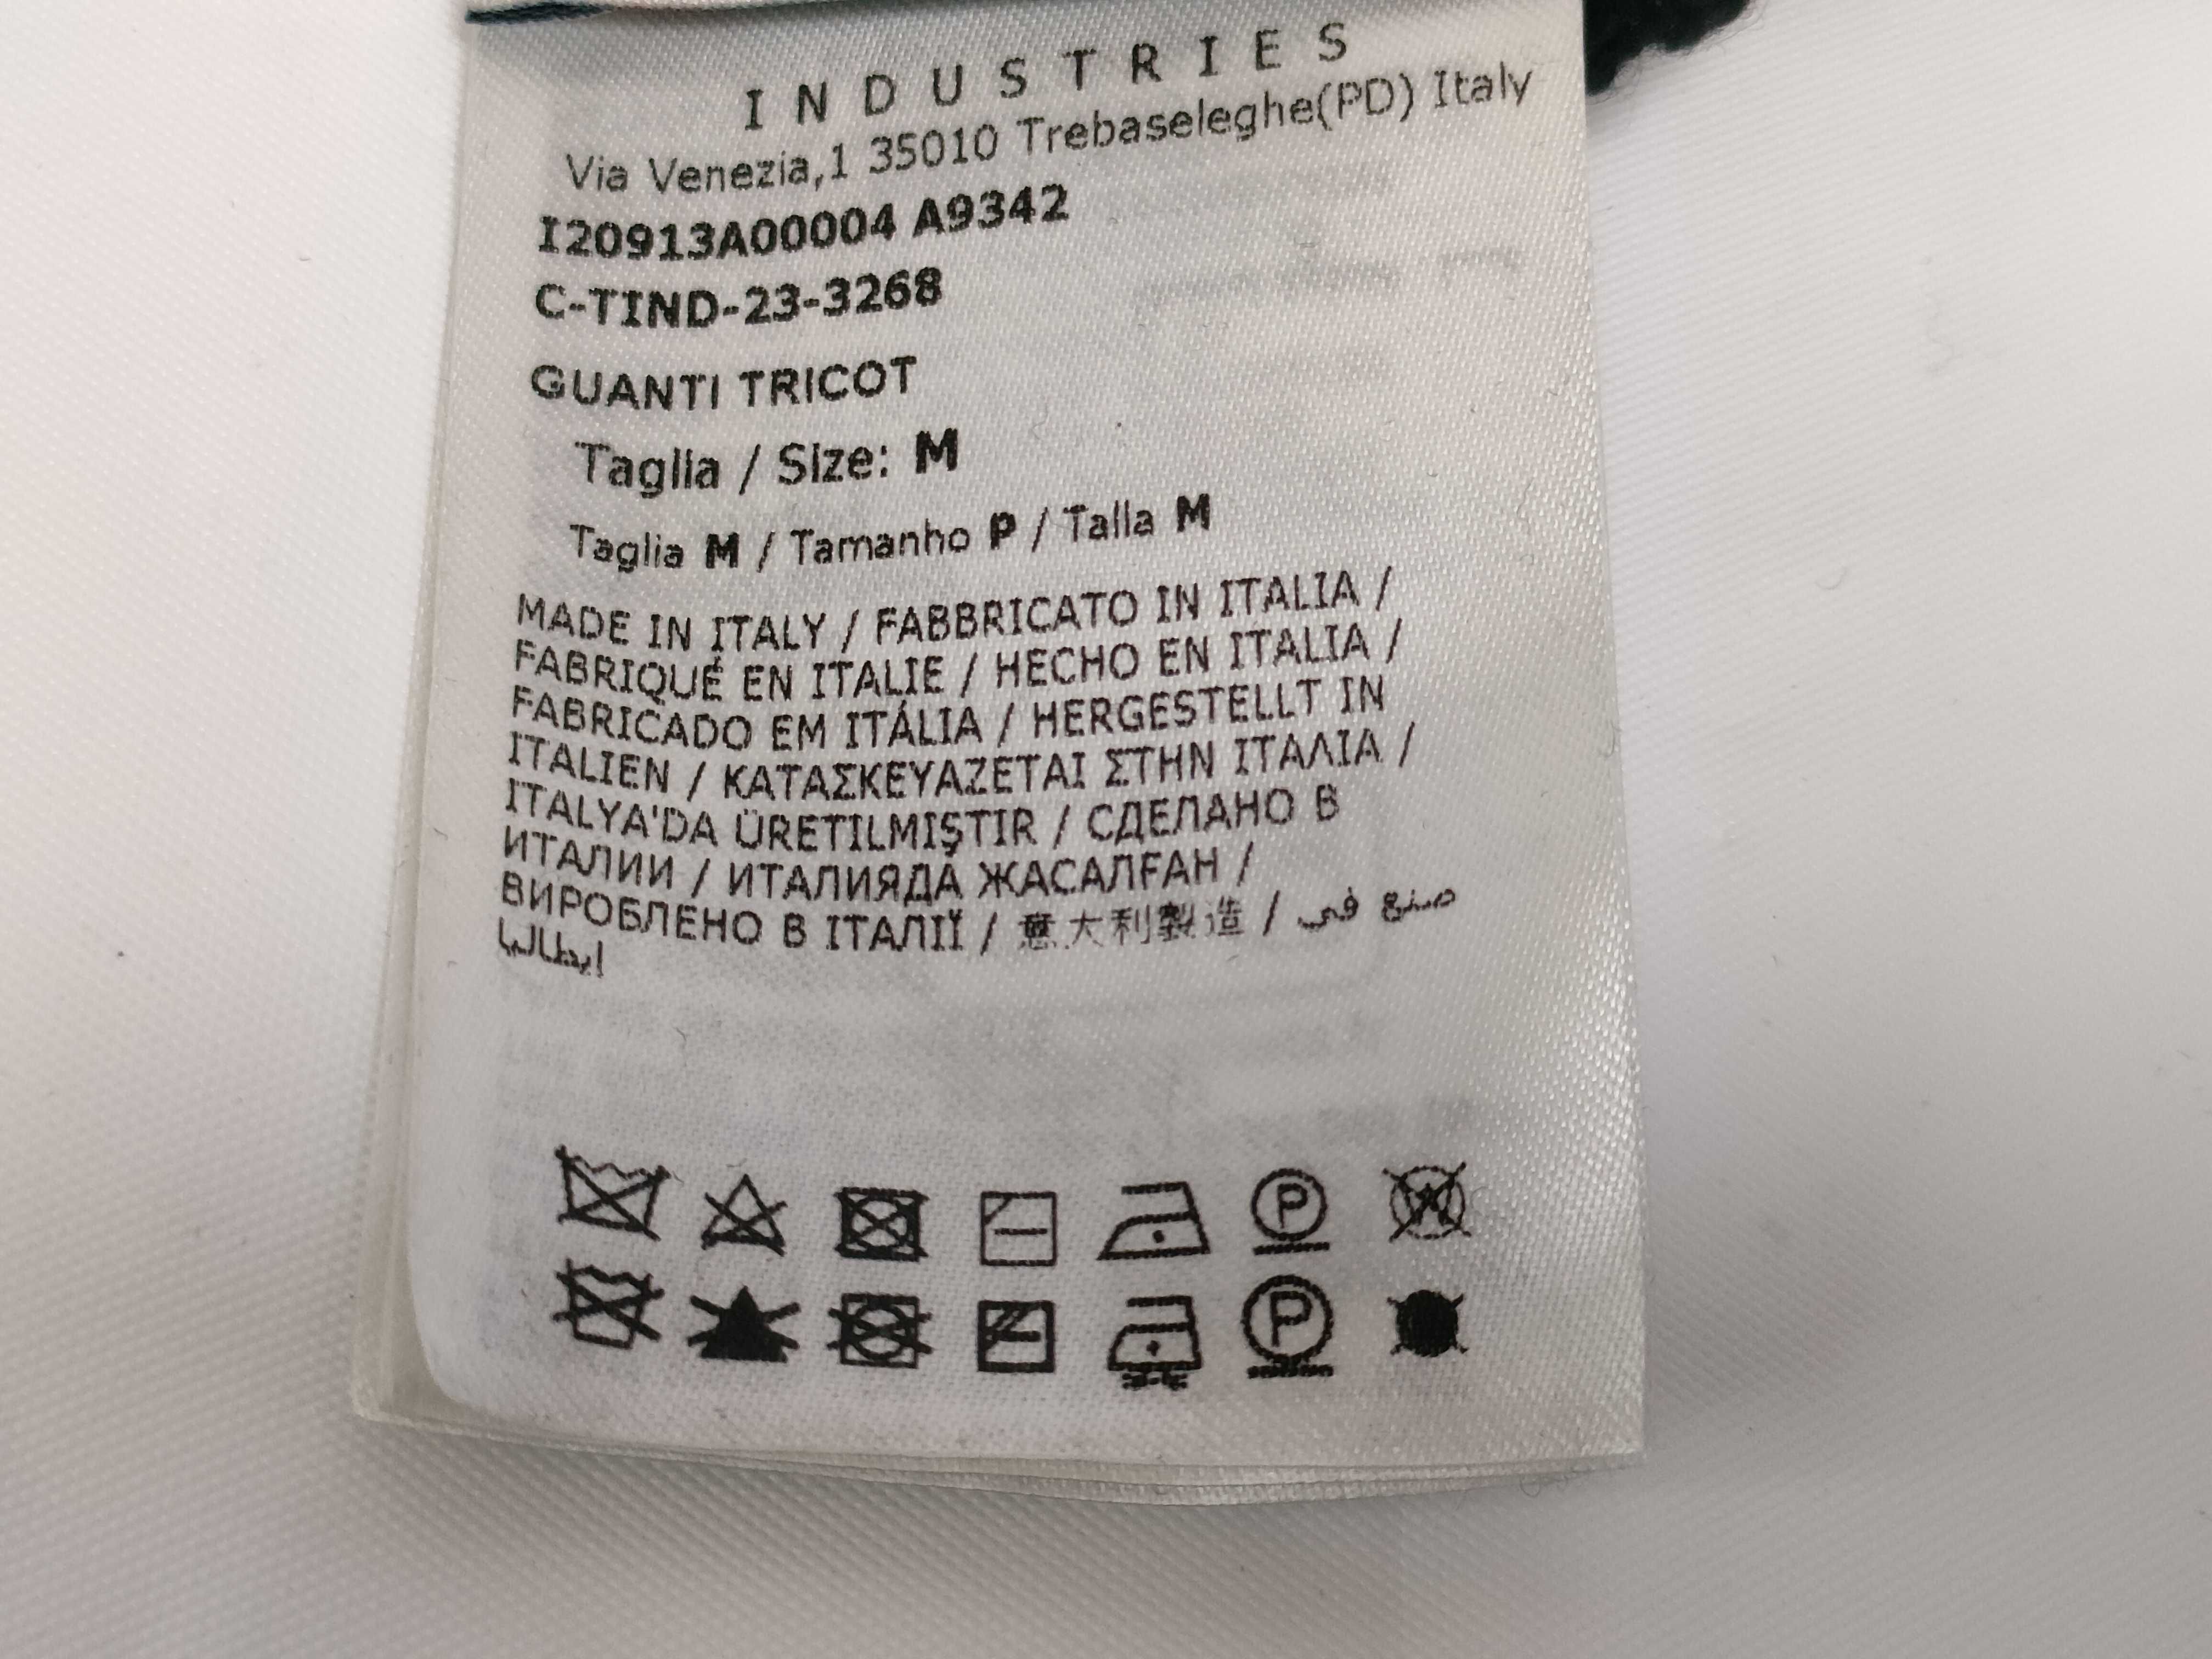 INDUSTRIES
Via Venezia,1 35010 Trebaseleghe(PD) Italy
I20913A00004 A9342
C-TIND-23-3268
GUANTI TRICOT
Taglia / Size: M
Taglia M / Tamanho P / Talla M
MADE IN ITALY / FABBRICATO IN ITALIA /
FABRIQUÉ EN ITALIE / HECHO EN ITALIA /
FABRICADO EM ITÁLIA / HERGESTELLT IN
ITALIEN / ΚΑΤΑΣΚΕΥΑΖΕΤΑΙ ΣΤΗΝ ΙΤΑΛΙΑ /
ITALYA'DA ÜRETILMIŞTIR / СДЕЛАНО В
ИТАЛИИ / ИТАЛИЯДА ЖАСАЛҒАН /
ВИРОБЛЕНО В ІТАЛІЇ / 意大利製造 / صنع في
ايطاليا
P W
P